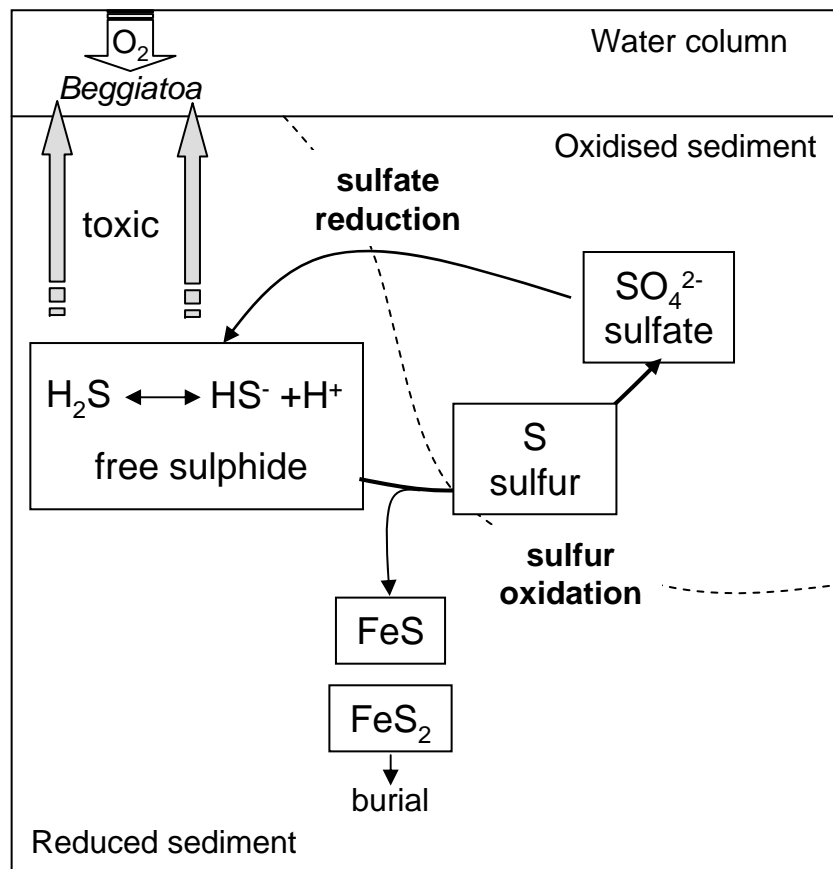 O₂
Water column
Beggiatoa
Oxidised sediment
sulfate
reduction
toxic
SO₄²⁻
sulfate
H₂S ⟷ HS⁻ +H⁺
free sulphide
S
sulfur
sulfur
oxidation
FeS
FeS₂
burial
Reduced sediment